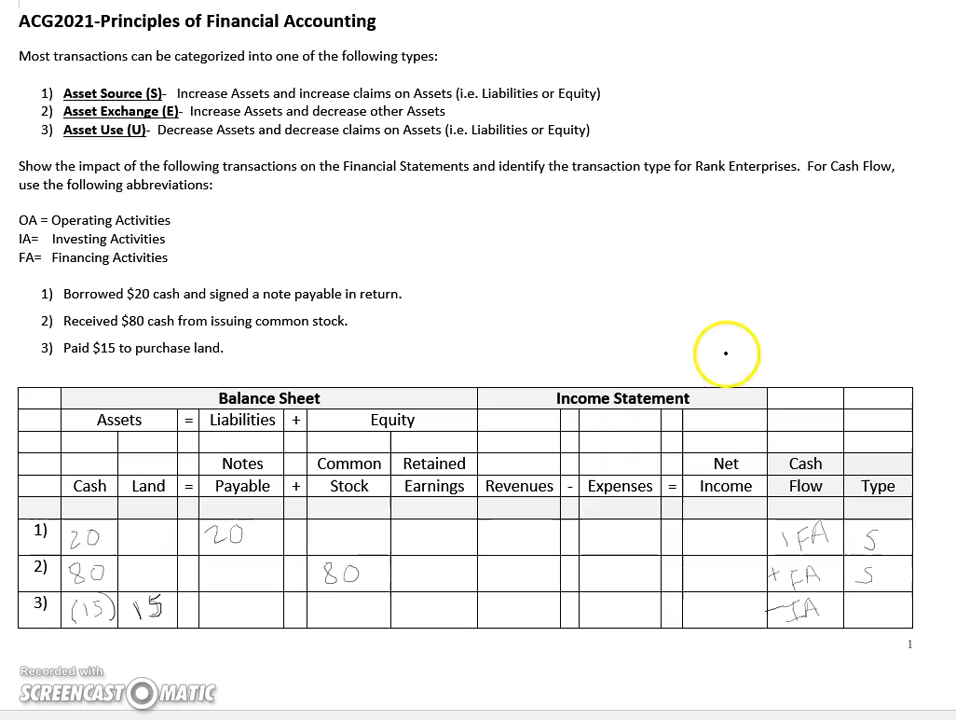 ACG2021-Principles of Financial Accounting
Most transactions can be categorized into one of the following types:
1) Asset Source (S)- Increase Assets and increase claims on Assets (i.e. Liabilities or Equity)
2) Asset Exchange (E)- Increase Assets and decrease other Assets
3) Asset Use (U)- Decrease Assets and decrease claims on Assets (i.e. Liabilities or Equity)
Show the impact of the following transactions on the Financial Statements and identify the transaction type for Rank Enterprises. For Cash Flow,
use the following abbreviations:
OA = Operating Activities
IA= Investing Activities
FA= Financing Activities
1) Borrowed $20 cash and signed a note payable in return.
2) Received $80 cash from issuing common stock.
3) Paid $15 to purchase land.
Balance Sheet Income Statement
Assets = Liabilities + Equity
Notes Common Retained Net Cash
Cash Land = Payable + Stock Earnings Revenues - Expenses = Income Flow Type
1) 20 20 FA S
2) 80 80 + FA S
3) (15) 15 -IA
1
Recorded with
SCREENCAST MATIC